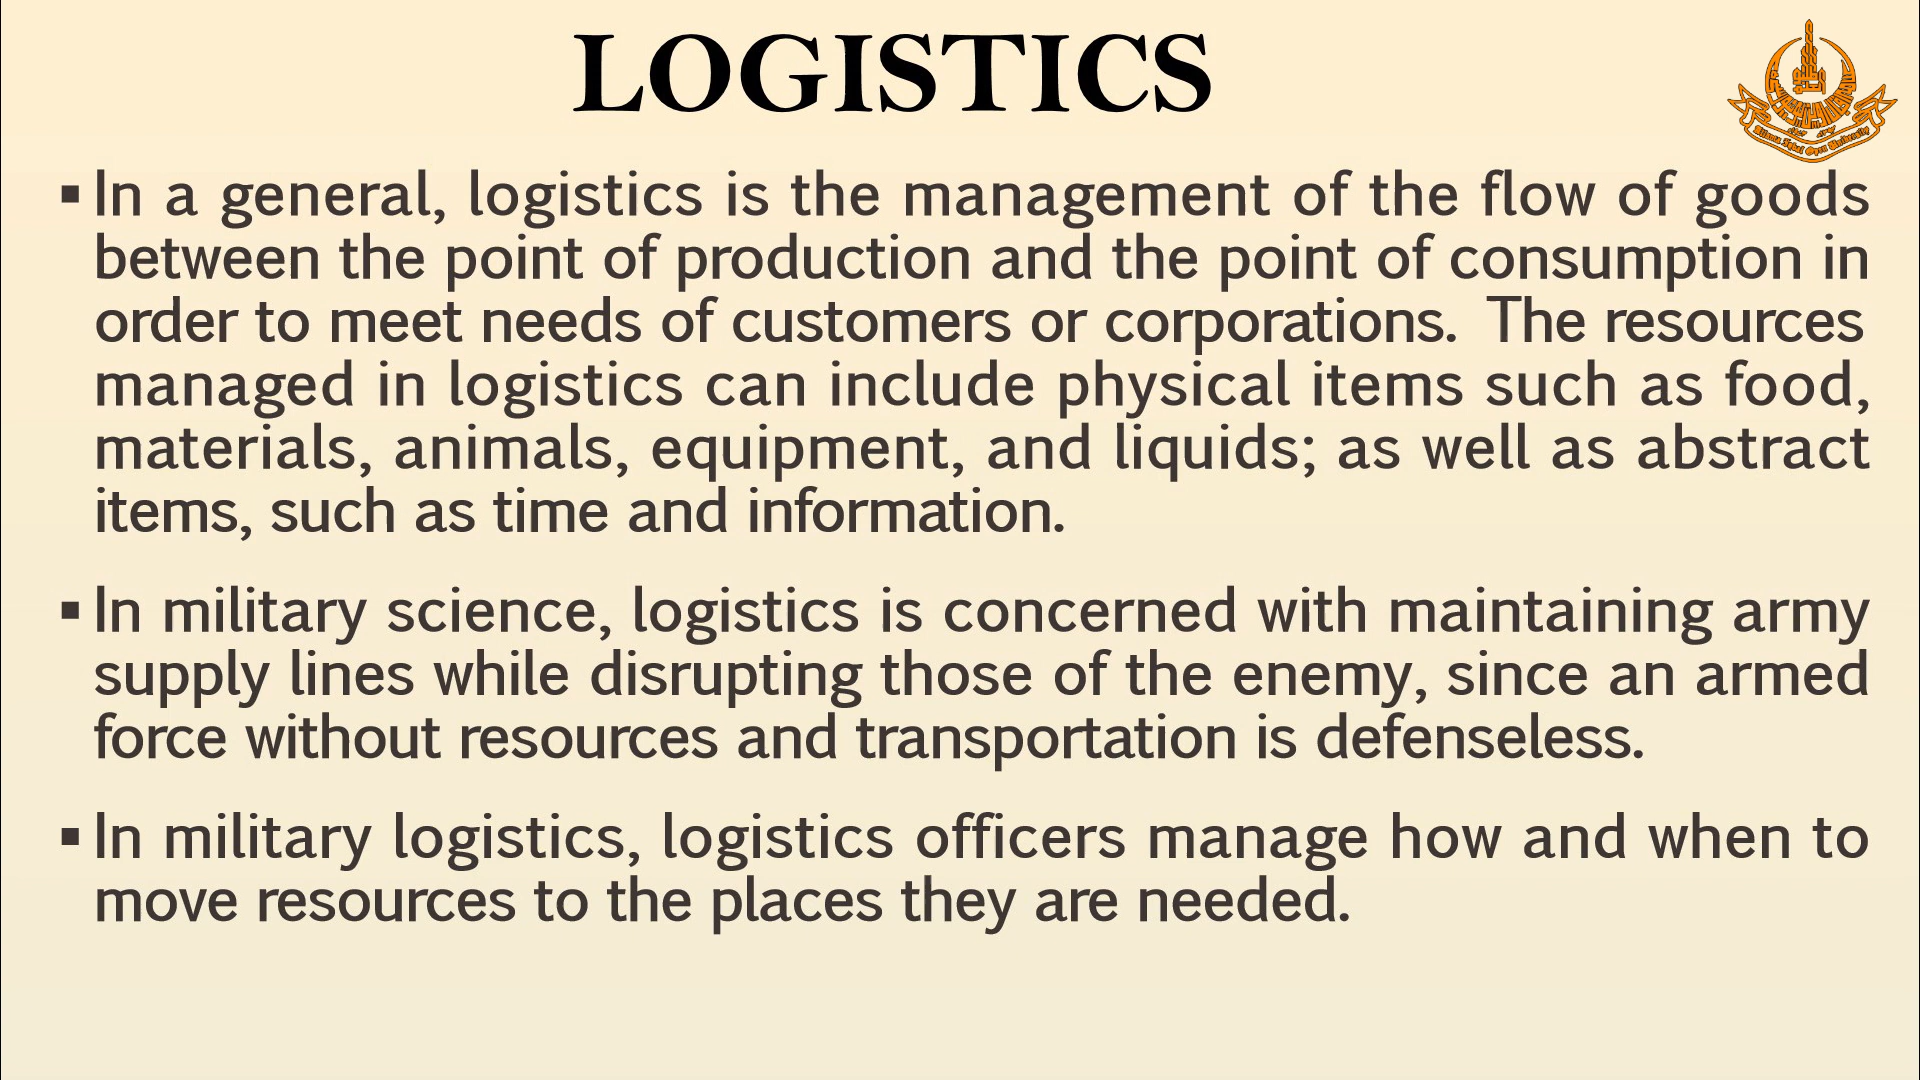 LOGISTICS
▪ In a general, logistics is the management of the flow of goods
between the point of production and the point of consumption in
order to meet needs of customers or corporations. The resources
managed in logistics can include physical items such as food,
materials, animals, equipment, and liquids; as well as abstract
items, such as time and information.
▪ In military science, logistics is concerned with maintaining army
supply lines while disrupting those of the enemy, since an armed
force without resources and transportation is defenseless.
▪ In military logistics, logistics officers manage how and when to
move resources to the places they are needed.
Allama Iqbal Open University